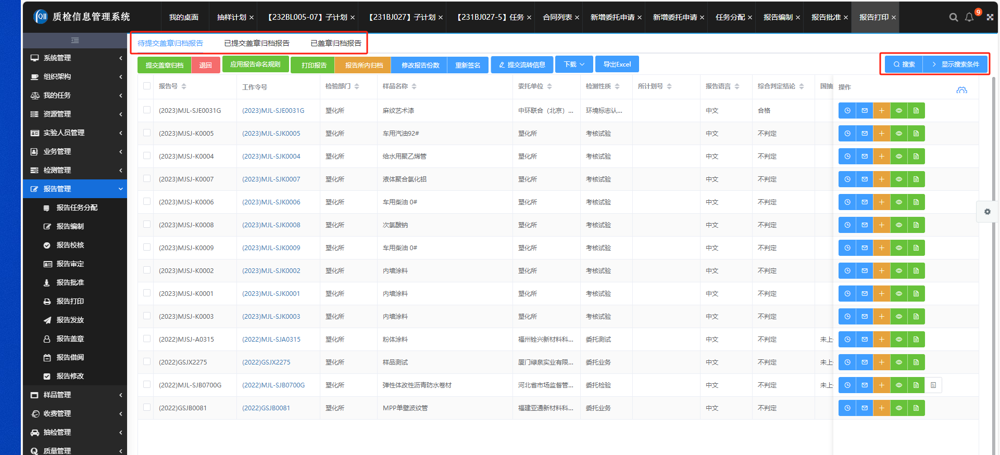 QII 质检信息管理系统 我的桌面 抽样计划 × 【232BL005-07】子计划 × 【231BJ027】子计划 × 【231BJ027-5】任务 × 合同列表 × 新增委托申请 × 新增委托申请 × 任务分配 × 报告编制 × 报告批准 × 报告打印 × 9
待提交盖章归档报告 已提交盖章归档报告 已盖章归档报告
提交盖章归档 退回 应用报告命名规则 打印报告 报告所内归档 修改报告份数 重新签名 提交流转信息 下载 导出Excel 搜索 显示搜索条件
系统管理
组织架构
我的任务
资源管理
实验人员管理
业务管理
检测管理
报告管理
报告任务分配
报告编制
报告校核
报告审定
报告批准
报告打印
报告发放
报告盖章
报告借阅
报告修改
样品管理
收费管理
抽检管理
质量管理
报告号 工作令号 检验部门 样品名称 委托单位 检测性质 所计划号 报告语言 综合判定结论 国抽 操作
(2023)MJL-SJE0031G (2023)MJL-SJE0031G 塑化所 麻纹艺术漆 中环联合（北京）... 环境标志认... 中文 合格
(2023)MJSJ-K0005 (2023)MJL-SJK0005 塑化所 车用汽油92# 塑化所 考核试验 中文 不判定
(2023)MJSJ-K0004 (2023)MJL-SJK0004 塑化所 给水用聚乙烯管 塑化所 考核试验 中文 不判定
(2023)MJSJ-K0007 (2023)MJL-SJK0007 塑化所 液体聚合氯化铝 塑化所 考核试验 中文 不判定
(2023)MJSJ-K0006 (2023)MJL-SJK0006 塑化所 车用柴油 0# 塑化所 考核试验 中文 不判定
(2023)MJSJ-K0008 (2023)MJL-SJK0008 塑化所 次氯酸钠 塑化所 考核试验 中文 不判定
(2023)MJSJ-K0009 (2023)MJL-SJK0009 塑化所 车用柴油 0# 塑化所 考核试验 中文 不判定
(2023)MJSJ-K0002 (2023)MJL-SJK0002 塑化所 内墙涂料 塑化所 考核试验 中文 不判定
(2023)MJSJ-K0001 (2023)MJL-SJK0001 塑化所 内墙涂料 塑化所 考核试验 中文 不判定
(2023)MJSJ-K0003 (2023)MJL-SJK0003 塑化所 内墙涂料 塑化所 考核试验 中文 不判定
(2022)MJSJ-A0315 (2022)MJL-SJA0315 塑化所 粉体涂料 福州铨兴新材料科... 委托测试 中文 不判定 未上
(2022)GSJX2275 (2022)GSJX2275 塑化所 样品测试 厦门绿泉实业有限... 委托业务 中文 不判定 未上
(2022)MJL-SJB0700G (2022)MJL-SJB0700G 塑化所 弹性体改性沥青防水卷材 河北省市场监督管... 委托检验 中文 不判定 未上
(2022)GSJB0081 (2022)GSJB0081 塑化所 MPP单壁波纹管 福建亚通新材料科... 委托业务 中文 不判定